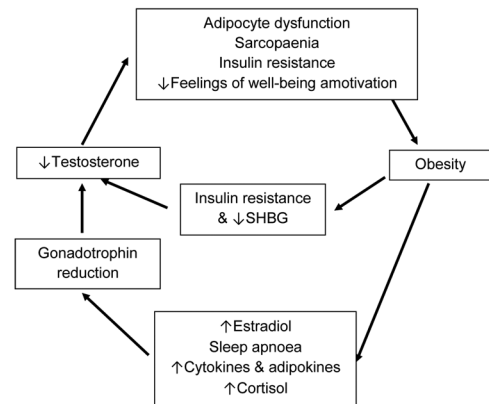 Adipocyte dysfunction
Sarcopaenia
Insulin resistance
↓Feelings of well-being amotivation
↓Testosterone
Obesity
Insulin resistance
& ↓SHBG
Gonadotrophin
reduction
↑Estradiol
Sleep apnoea
↑Cytokines & adipokines
↑Cortisol